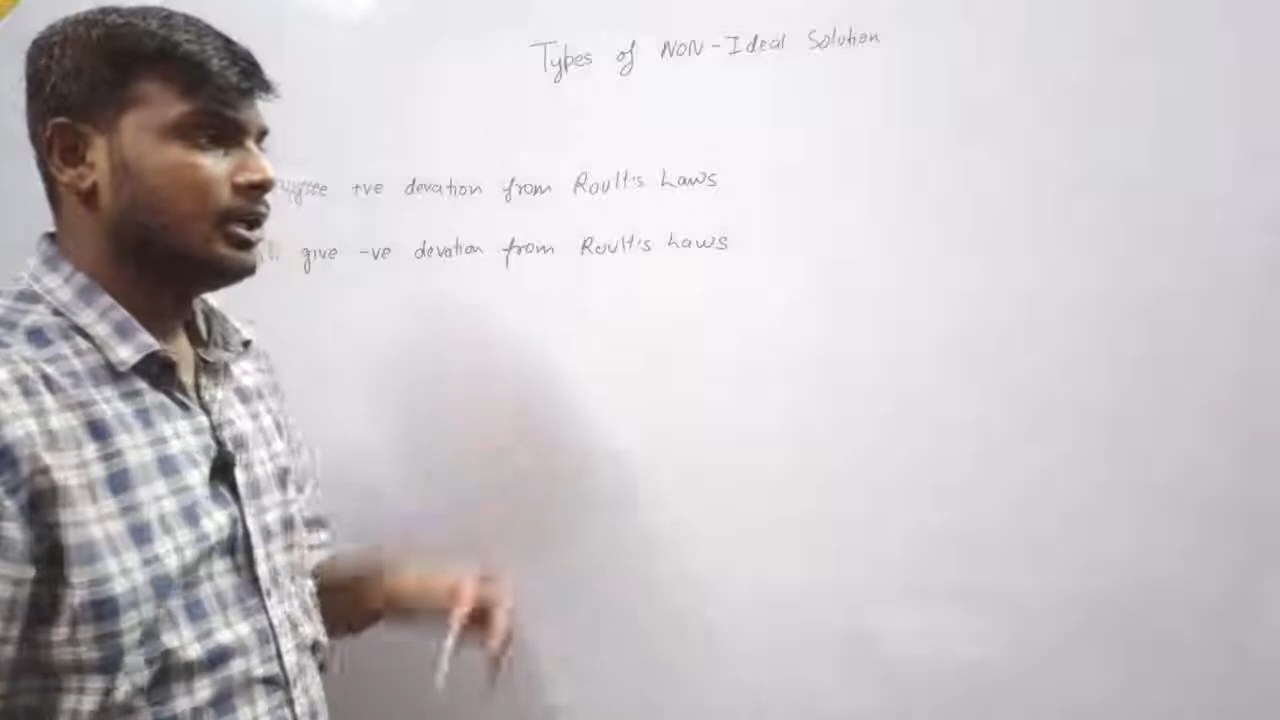 Types of NON-Ideal Solution
+ve devation from Roult's Laws
give -ve devation from Roult's Laws